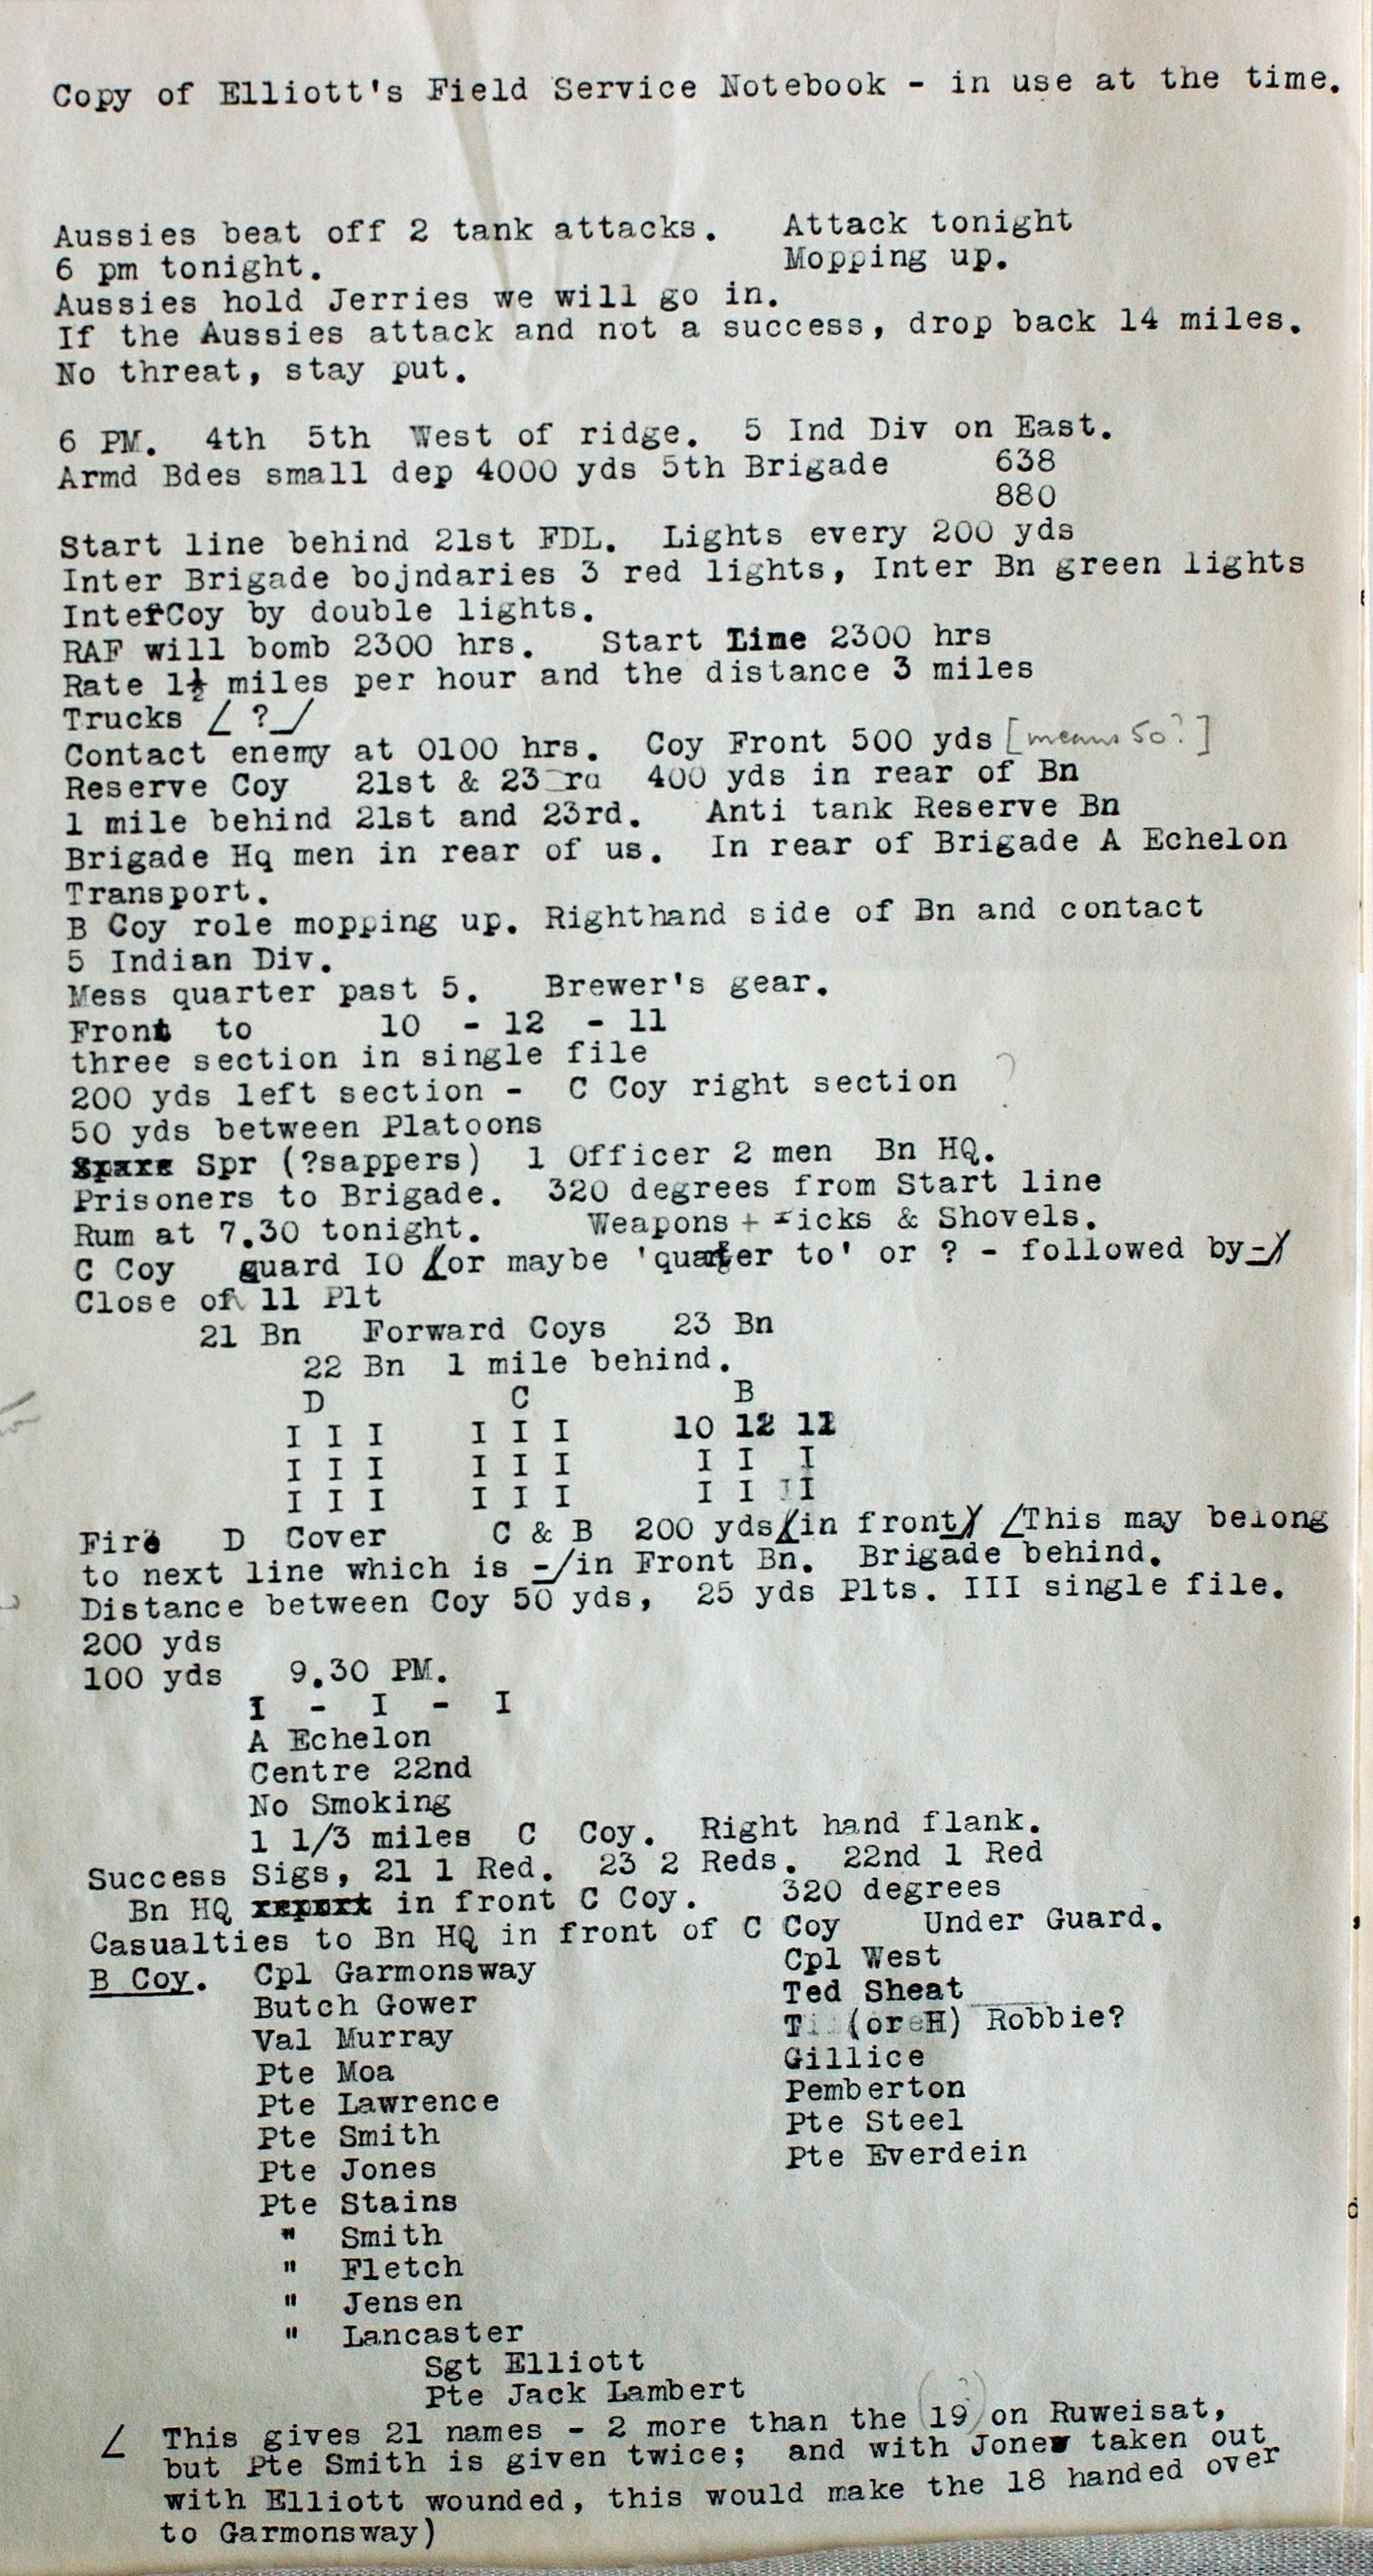 Copy of Elliott's Field Service Notebook - in use at the time.
Aussies beat off 2 tank attacks. Attack tonight
6 pm tonight. Mopping up.
Aussies hold Jerries we will go in.
If the Aussies attack and not a success, drop back 14 miles.
No threat, stay put.
6 PM. 4th 5th West of ridge. 5 Ind Div on East.
Armd Bdes small dep 4000 yds 5th Brigade 638
880
Start line behind 21st FDL. Lights every 200 yds
Inter Brigade bojndaries 3 red lights, Inter Bn green lights
InterCoy by double lights.
RAF will bomb 2300 hrs. Start Line 2300 hrs
Rate 1½ miles per hour and the distance 3 miles
Trucks [ ? ]
Contact enemy at 0100 hrs. Coy Front 500 yds [means 50?]
Reserve Coy 21st & 23 rd 400 yds in rear of Bn
1 mile behind 21st and 23rd. Anti tank Reserve Bn
Brigade Hq men in rear of us. In rear of Brigade A Echelon
Transport.
B Coy role mopping up. Righthand side of Bn and contact
5 Indian Div.
Mess quarter past 5. Brewer's gear.
Front to 10 - 12 - 11
three section in single file
200 yds left section - C Coy right section ?
50 yds between Platoons
Spr (?sappers) 1 Officer 2 men Bn HQ.
Prisoners to Brigade. 320 degrees from Start line
Rum at 7.30 tonight. Weapons + Picks & Shovels.
C Coy guard IO [or maybe 'quarter to' or ? - followed by-]
Close of 11 Plt
21 Bn Forward Coys 23 Bn
22 Bn 1 mile behind.
D C B
I I I I I I 10 12 11
I I I I I I I I I
I I I I I I I I I
Fire D Cover C & B 200 yds[in front] [This may belong
to next line which is -]in Front Bn. Brigade behind.
Distance between Coy 50 yds, 25 yds Plts. III single file.
200 yds
100 yds 9.30 PM.
I - I - I
A Echelon
Centre 22nd
No Smoking
1 1/3 miles C Coy. Right hand flank.
Success Sigs, 21 1 Red. 23 2 Reds. 22nd 1 Red
Bn HQ in front C Coy. 320 degrees
Casualties to Bn HQ in front of C Coy Under Guard.
B Coy. Cpl Garmonsway Cpl West
Butch Gower Ted Sheat
Val Murray T (or H) Robbie?
Pte Moa Gillice
Pte Lawrence Pemberton
Pte Smith Pte Steel
Pte Jones Pte Everdein
Pte Stains
" Smith
" Fletch
" Jensen
" Lancaster
Sgt Elliott
Pte Jack Lambert
[ This gives 21 names - 2 more than the (19) on Ruweisat,
but Pte Smith is given twice; and with Jones taken out
with Elliott wounded, this would make the 18 handed over
to Garmonsway)